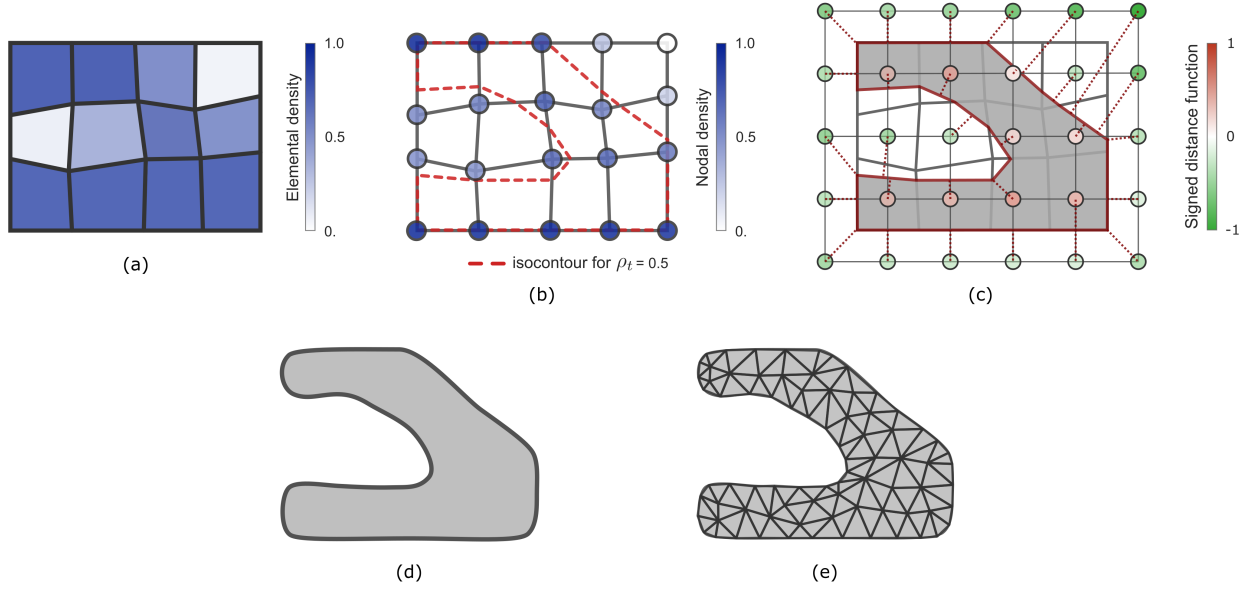 1.0
0.5
0.
Elemental density
(a)
1.0
0.5
0.
Nodal density
isocontour for ρt = 0.5
(b)
1
0
-1
Signed distance function
(c)
(d)
(e)